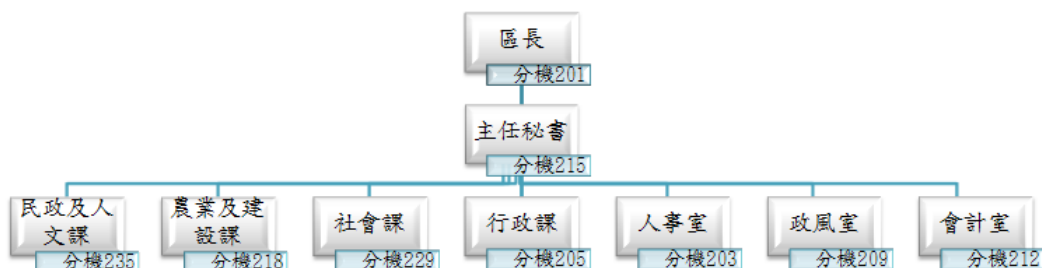 區長
分機201
主任秘書
分機215
民政及人
文課
分機235
農業及建
設課
分機218
社會課
分機229
行政課
分機205
人事室
分機203
政風室
分機209
會計室
分機212